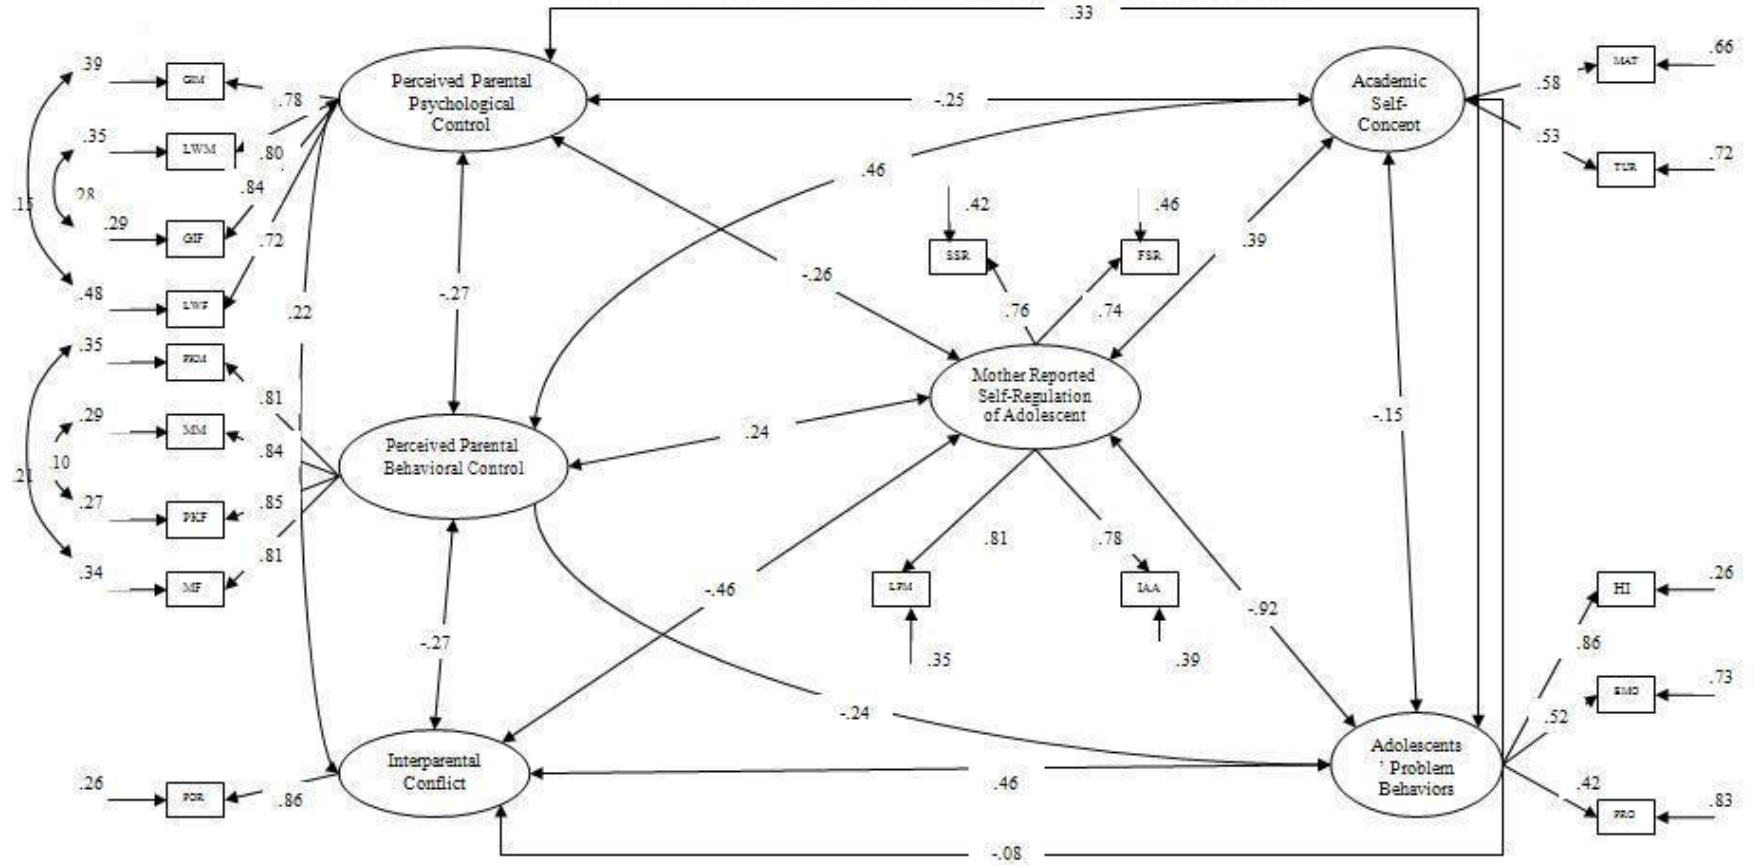 .33
.39
GIM
.78
Perceived Parental
Psychological
Control
-.25
Academic
Self-
Concept
MAT
.66
.58
.35
LWM
.80
.84
.46
.53
TUR
.72
.15
28
.29
GIF
.72
.42
.46
SSR
FSR
.39
-.26
.48
LWF
.22
-.27
.76
.74
.35
PKM
.81
Mother Reported
Self-Regulation
of Adolescent
.29
MM
.84
Perceived Parental
Behavioral Control
.24
-.15
.21
10
.27
PKF
.85
.34
MF
.81
.81
.78
-.46
LFM
IAA
-.92
HI
.26
.35
.39
.86
-.27
-.24
EMO
.73
.52
Interparental
Conflict
.46
Adolescents
' Problem
Behaviors
.26
POR
.86
.42
PRO
.83
-.08